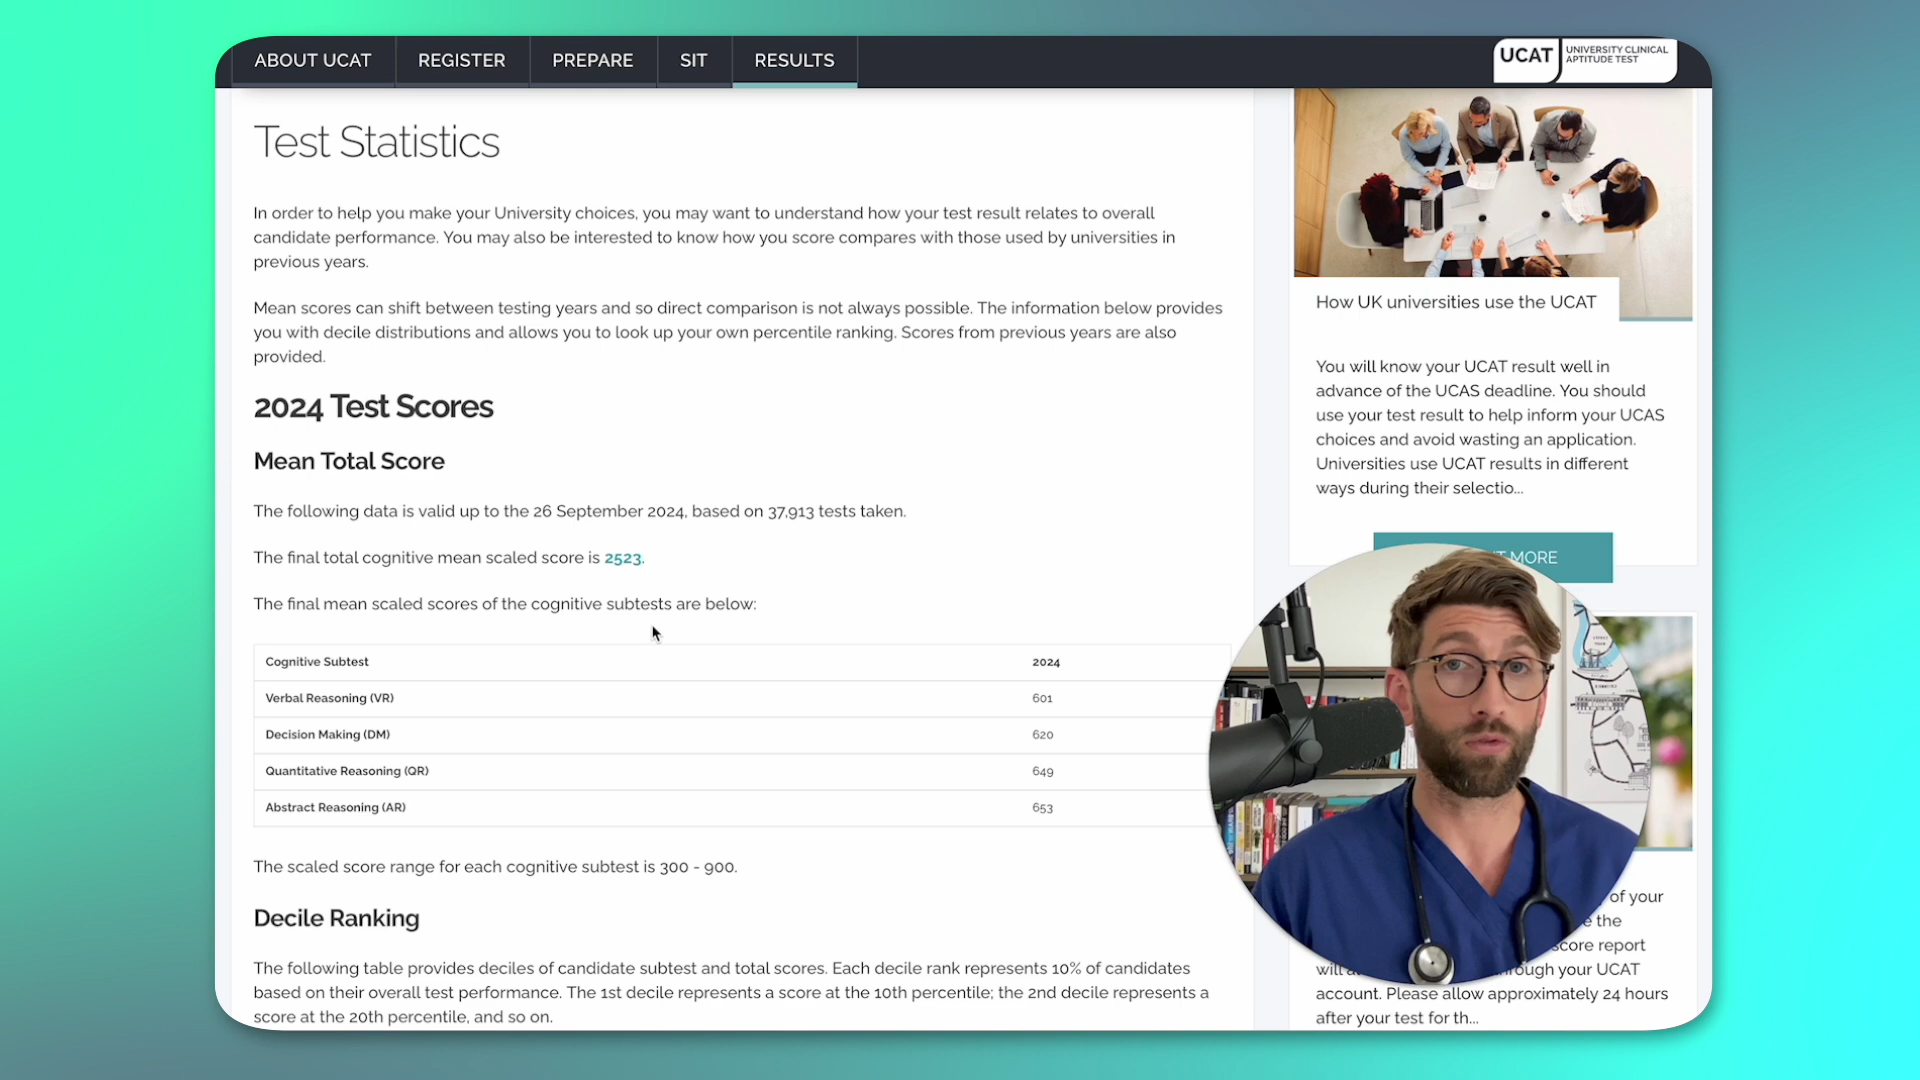 ABOUT UCAT
REGISTER
PREPARE
SIT
RESULTS
UCAT
UNIVERSITY CLINICAL
APTITUDE TEST
Test Statistics
In order to help you make your University choices, you may want to understand how your test result relates to overall
candidate performance. You may also be interested to know how you score compares with those used by universities in
previous years.
Mean scores can shift between testing years and so direct comparison is not always possible. The information below provides
you with decile distributions and allows you to look up your own percentile ranking. Scores from previous years are also
provided.
2024 Test Scores
Mean Total Score
The following data is valid up to the 26 September 2024, based on 37,913 tests taken.
The final total cognitive mean scaled score is 2523.
The final mean scaled scores of the cognitive subtests are below:
Cognitive Subtest 2024
Verbal Reasoning (VR) 601
Decision Making (DM) 620
Quantitative Reasoning (QR) 649
Abstract Reasoning (AR) 653
The scaled score range for each cognitive subtest is 300 - 900.
Decile Ranking
The following table provides deciles of candidate subtest and total scores. Each decile rank represents 10% of candidates
based on their overall test performance. The 1st decile represents a score at the 10th percentile; the 2nd decile represents a
score at the 20th percentile, and so on.
How UK universities use the UCAT
You will know your UCAT result well in
advance of the UCAS deadline. You should
use your test result to help inform your UCAS
choices and avoid wasting an application.
Universities use UCAT results in different
ways during their selectio...
MORE
of your
the
score report
will your UCAT
account. Please allow approximately 24 hours
after your test for th...